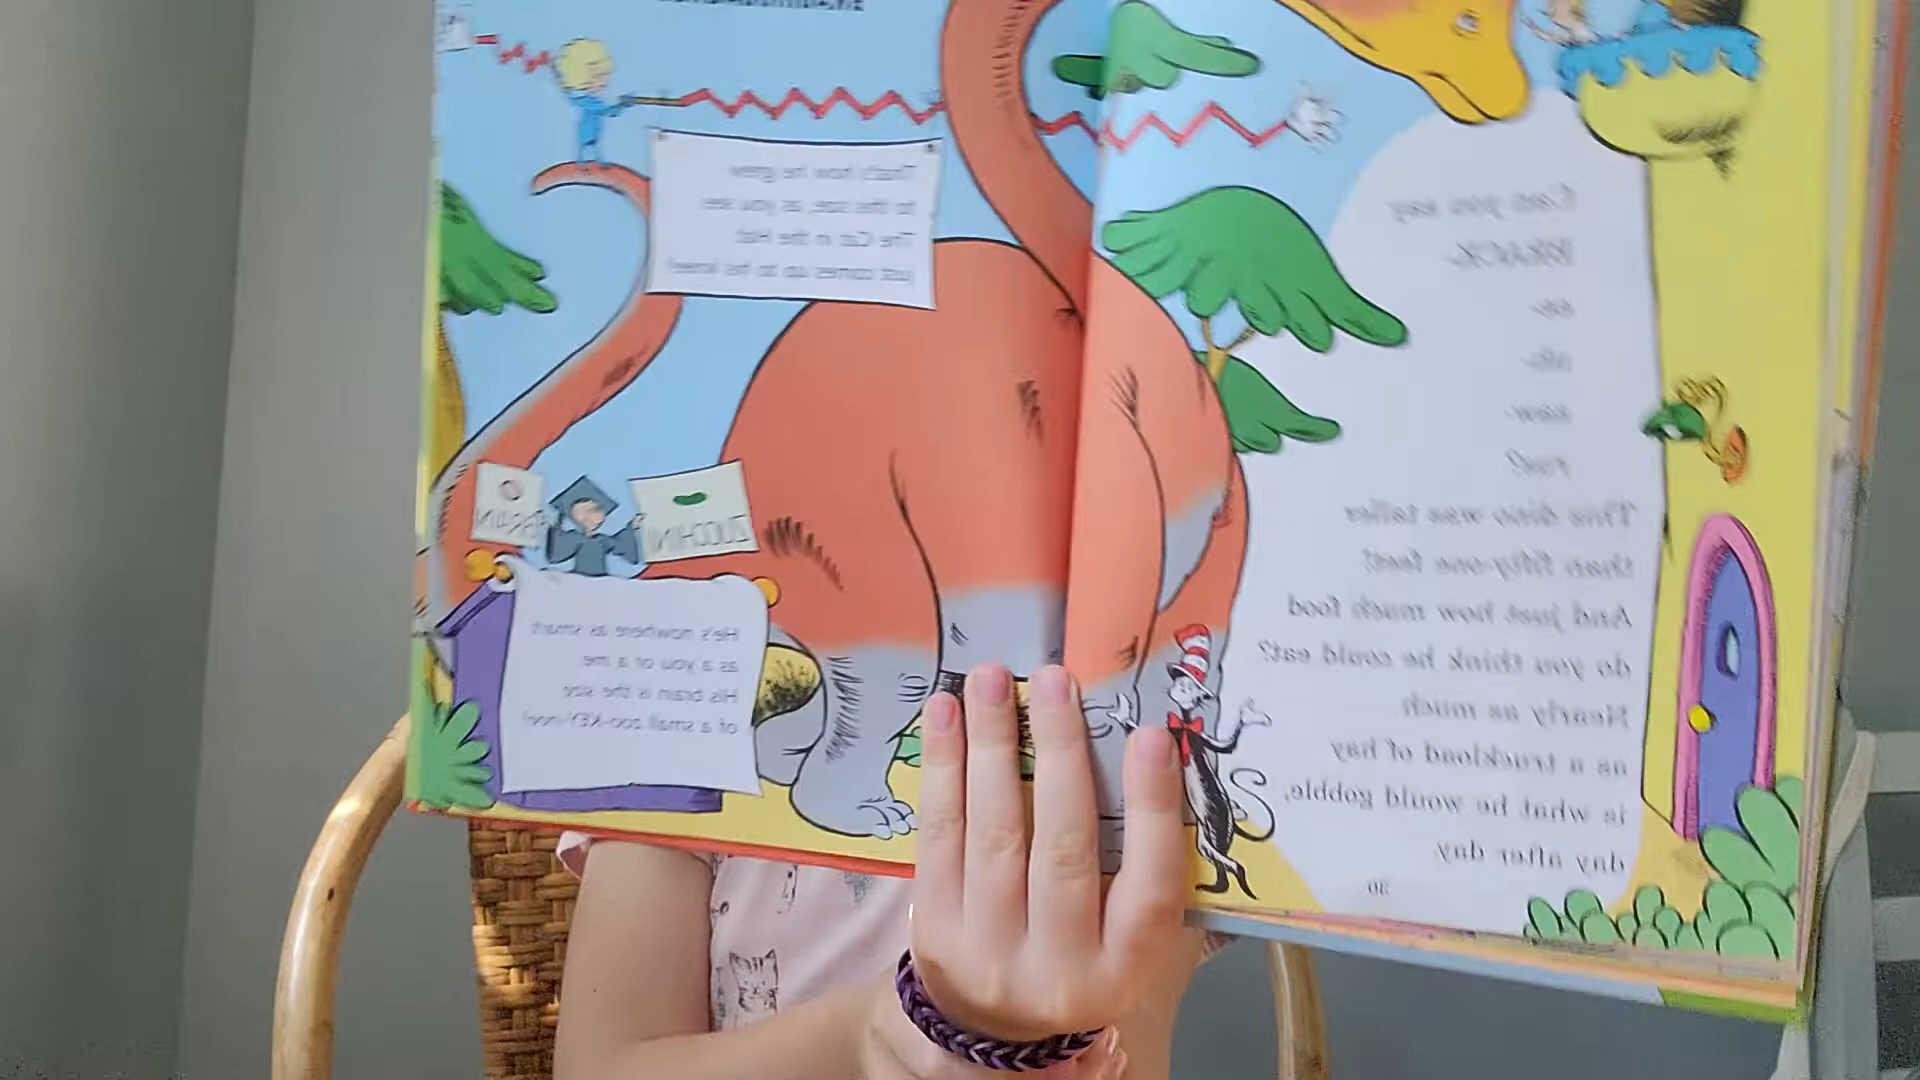 That's how he grew
to this size, as you see.
The Cat in the Hat
just comes up to his knee!
ZUCCHINI
BRAIN
He's nowhere as smart
as a you or a me.
His brain is the size
of a small zoo-KEY-nee!
Can you say
BRACK-
ee-
oh-
saw-
rus?
This dino was taller
than fifty-one feet!
And just how much food
do you think he could eat?
Nearly as much
as a truckload of hay
is what he would gobble,
day after day.
30